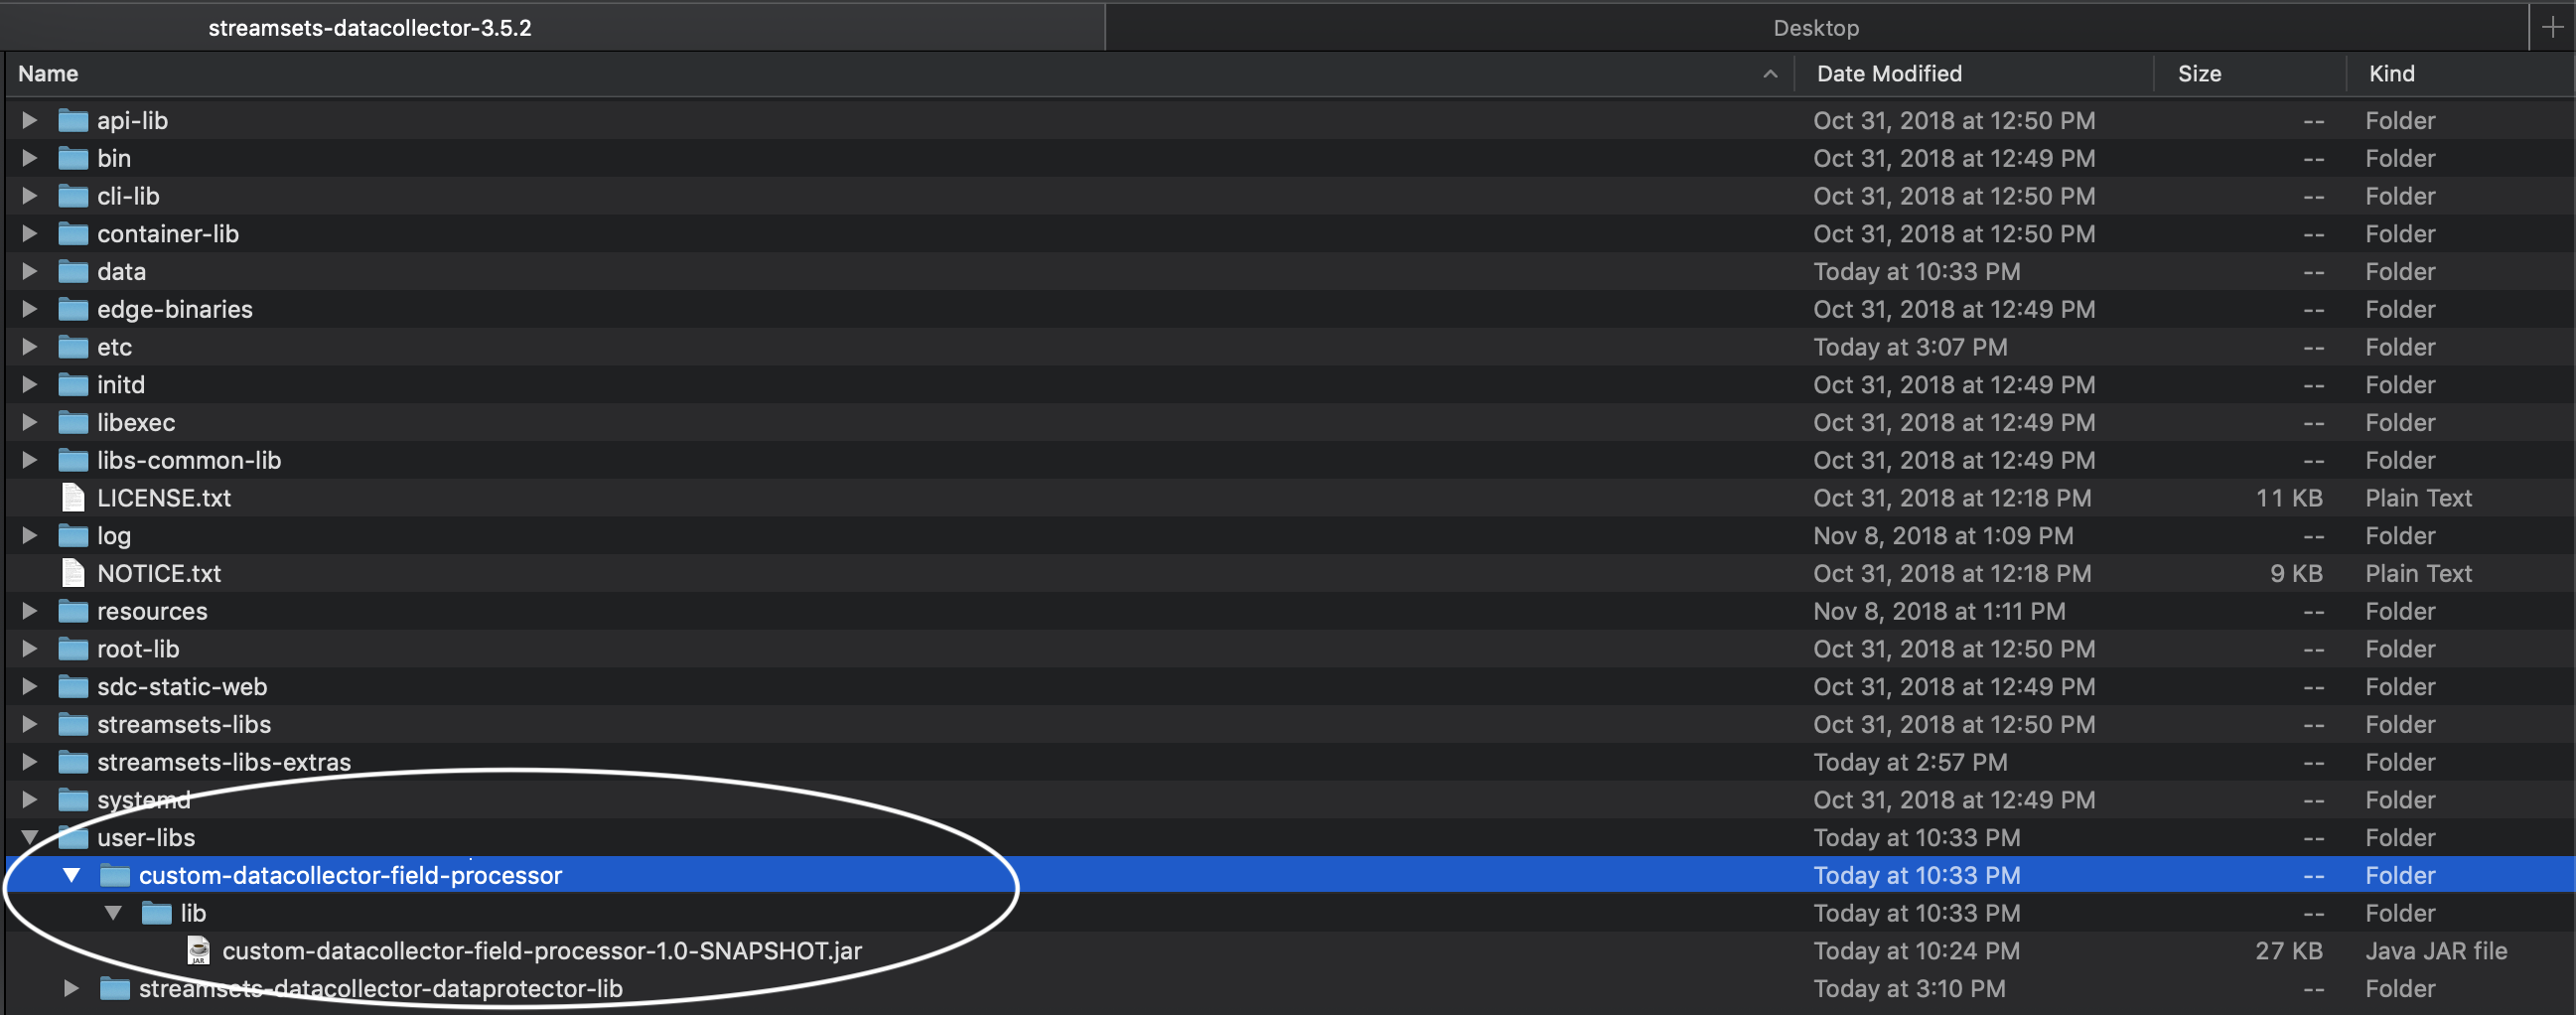 streamsets-datacollector-3.5.2 Desktop +
Name Date Modified Size Kind
api-lib Oct 31, 2018 at 12:50 PM -- Folder
bin Oct 31, 2018 at 12:49 PM -- Folder
cli-lib Oct 31, 2018 at 12:50 PM -- Folder
container-lib Oct 31, 2018 at 12:50 PM -- Folder
data Today at 10:33 PM -- Folder
edge-binaries Oct 31, 2018 at 12:49 PM -- Folder
etc Today at 3:07 PM -- Folder
initd Oct 31, 2018 at 12:49 PM -- Folder
libexec Oct 31, 2018 at 12:49 PM -- Folder
libs-common-lib Oct 31, 2018 at 12:49 PM -- Folder
LICENSE.txt Oct 31, 2018 at 12:18 PM 11 KB Plain Text
log Nov 8, 2018 at 1:09 PM -- Folder
NOTICE.txt Oct 31, 2018 at 12:18 PM 9 KB Plain Text
resources Nov 8, 2018 at 1:11 PM -- Folder
root-lib Oct 31, 2018 at 12:50 PM -- Folder
sdc-static-web Oct 31, 2018 at 12:49 PM -- Folder
streamsets-libs Oct 31, 2018 at 12:50 PM -- Folder
streamsets-libs-extras Today at 2:57 PM -- Folder
systemd Oct 31, 2018 at 12:49 PM -- Folder
user-libs Today at 10:33 PM -- Folder
custom-datacollector-field-processor Today at 10:33 PM -- Folder
lib Today at 10:33 PM -- Folder
JAR custom-datacollector-field-processor-1.0-SNAPSHOT.jar Today at 10:24 PM 27 KB Java JAR file
streamsets-datacollector-dataprotector-lib Today at 3:10 PM -- Folder